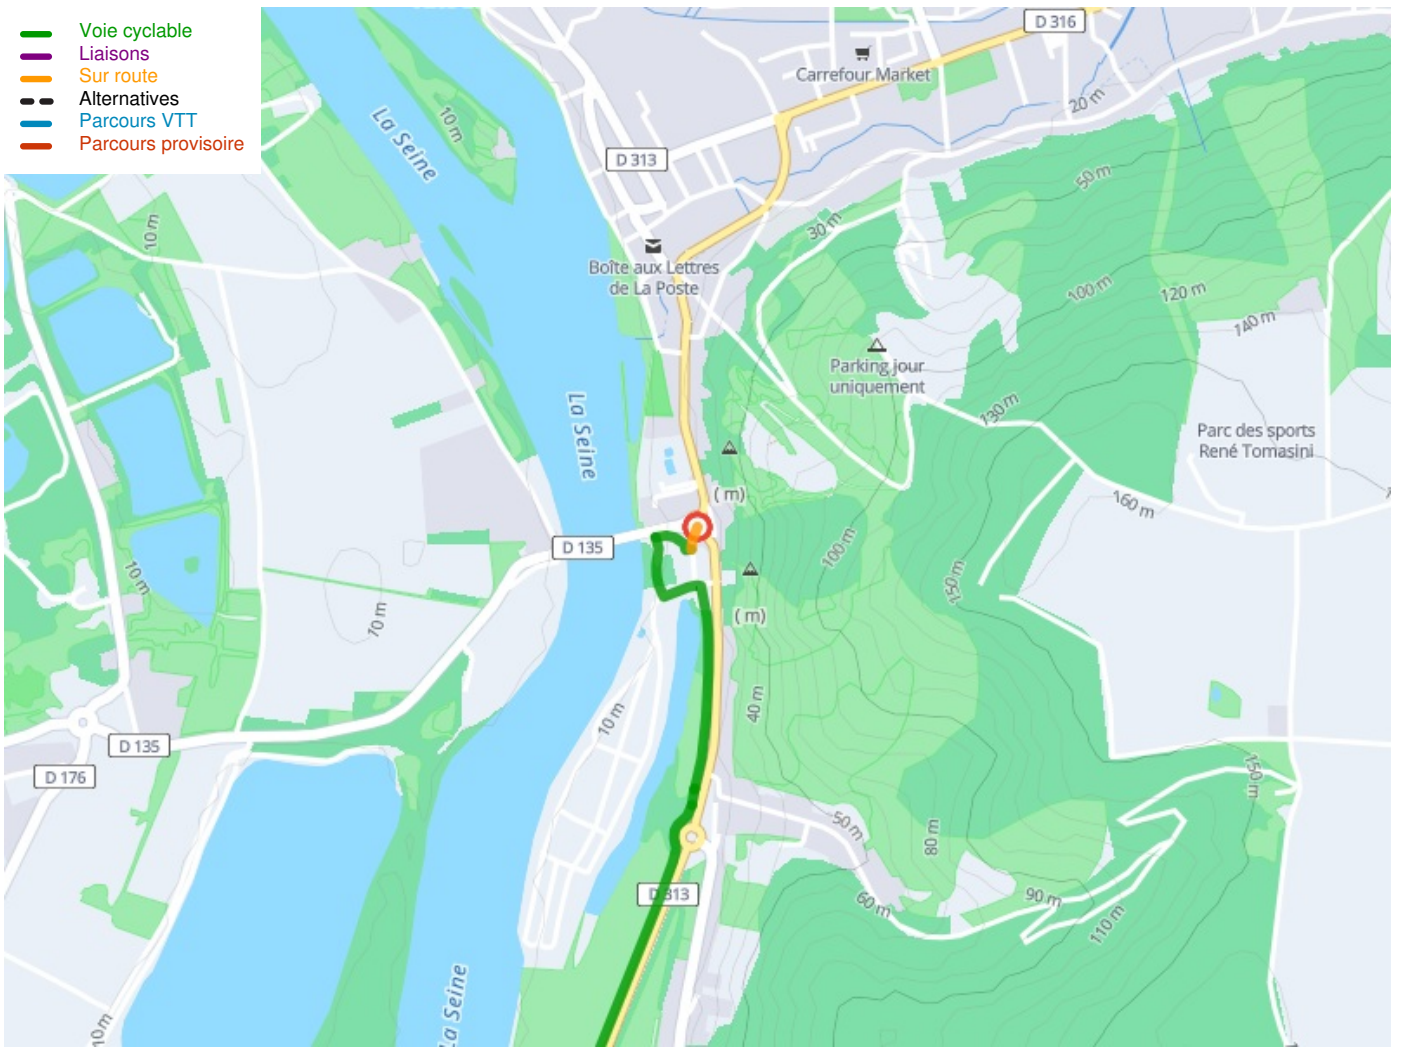 Voie cyclable
Liaisons
Sur route
Alternatives
Parcours VTT
Parcours provisoire
D 316
Carrefour Market
20 m
La Seine
10 m
D 313
50 m
10 m
30 m
Boîte aux Lettres
de La Poste
100 m
120 m
140 m
Parking jour
uniquement
La Seine
130 m
Parc des sports
René Tomasini
160 m
( m)
D 135
100 m
10 m
150 m
10 m
( m)
40 m
10 m
D 135
D 176
150 m
50 m
80 m
D 313
60 m
90 m
110 m
La Seine
10 m